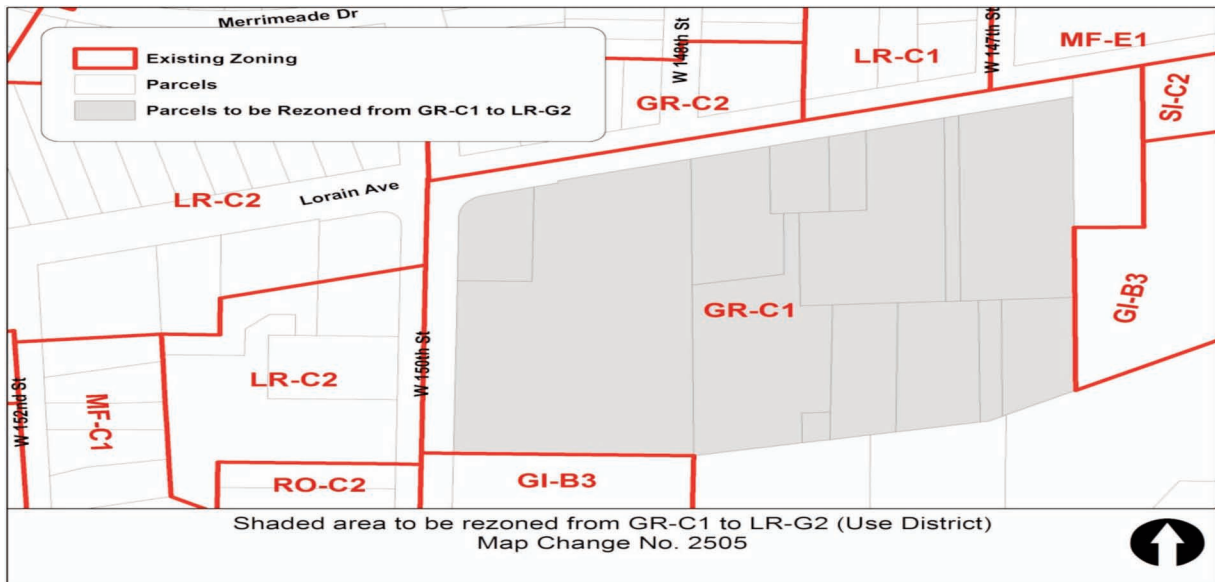 Merrimeade Dr
Existing Zoning
Parcels
Parcels to be Rezoned from GR-C1 to LR-G2
W 148th St
GR-C2
LR-C1
W 147th St
MF-E1
SI-C2
LR-C2
Lorain Ave
GR-C1
GI-B3
W 150th St
LR-C2
W 152nd St
MF-C1
RO-C2
GI-B3
Shaded area to be rezoned from GR-C1 to LR-G2 (Use District)
Map Change No. 2505